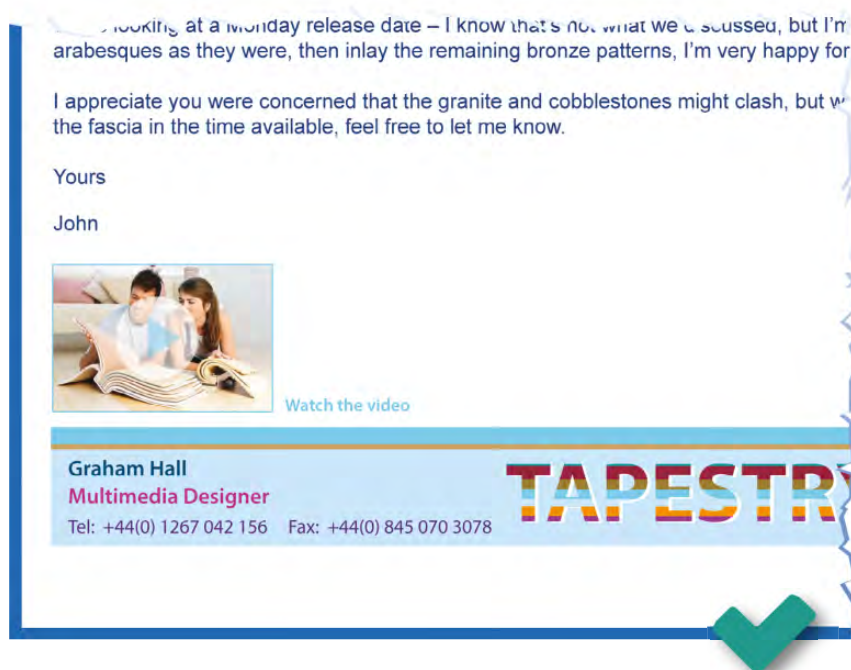 looking at a Monday release date – I know that's not what we discussed, but I'm
arabesques as they were, then inlay the remaining bronze patterns, I'm very happy for
I appreciate you were concerned that the granite and cobblestones might clash, but
the fascia in the time available, feel free to let me know.
Yours
John
Watch the video
Graham Hall
Multimedia Designer
Tel: +44(0) 1267 042 156 Fax: +44(0) 845 070 3078
TAPESTRY